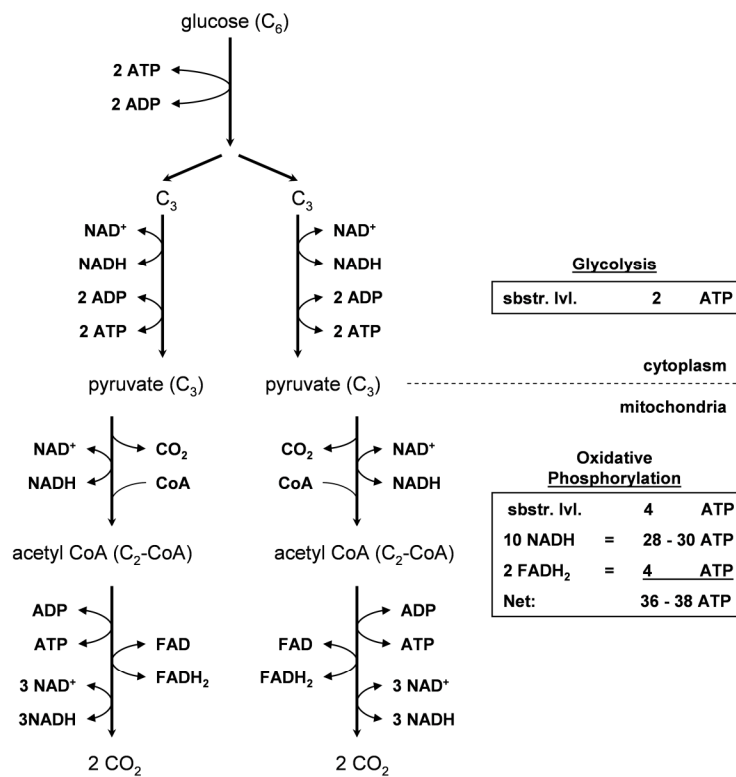 glucose (C6)
2 ATP
2 ADP
C3 C3
NAD+ NAD+
NADH NADH
2 ADP 2 ADP
2 ATP 2 ATP
Glycolysis
sbstr. lvl. 2 ATP
pyruvate (C3) pyruvate (C3)
cytoplasm
mitochondria
NAD+ CO2 CO2 NAD+
NADH CoA CoA NADH
acetyl CoA (C2-CoA) acetyl CoA (C2-CoA)
Oxidative
Phosphorylation
sbstr. lvl. 4 ATP
10 NADH = 28 - 30 ATP
2 FADH2 = 4 ATP
Net: 36 - 38 ATP
ADP ADP
ATP FAD FAD ATP
3 NAD+ FADH2 FADH2 3 NAD+
3NADH 3 NADH
2 CO2 2 CO2